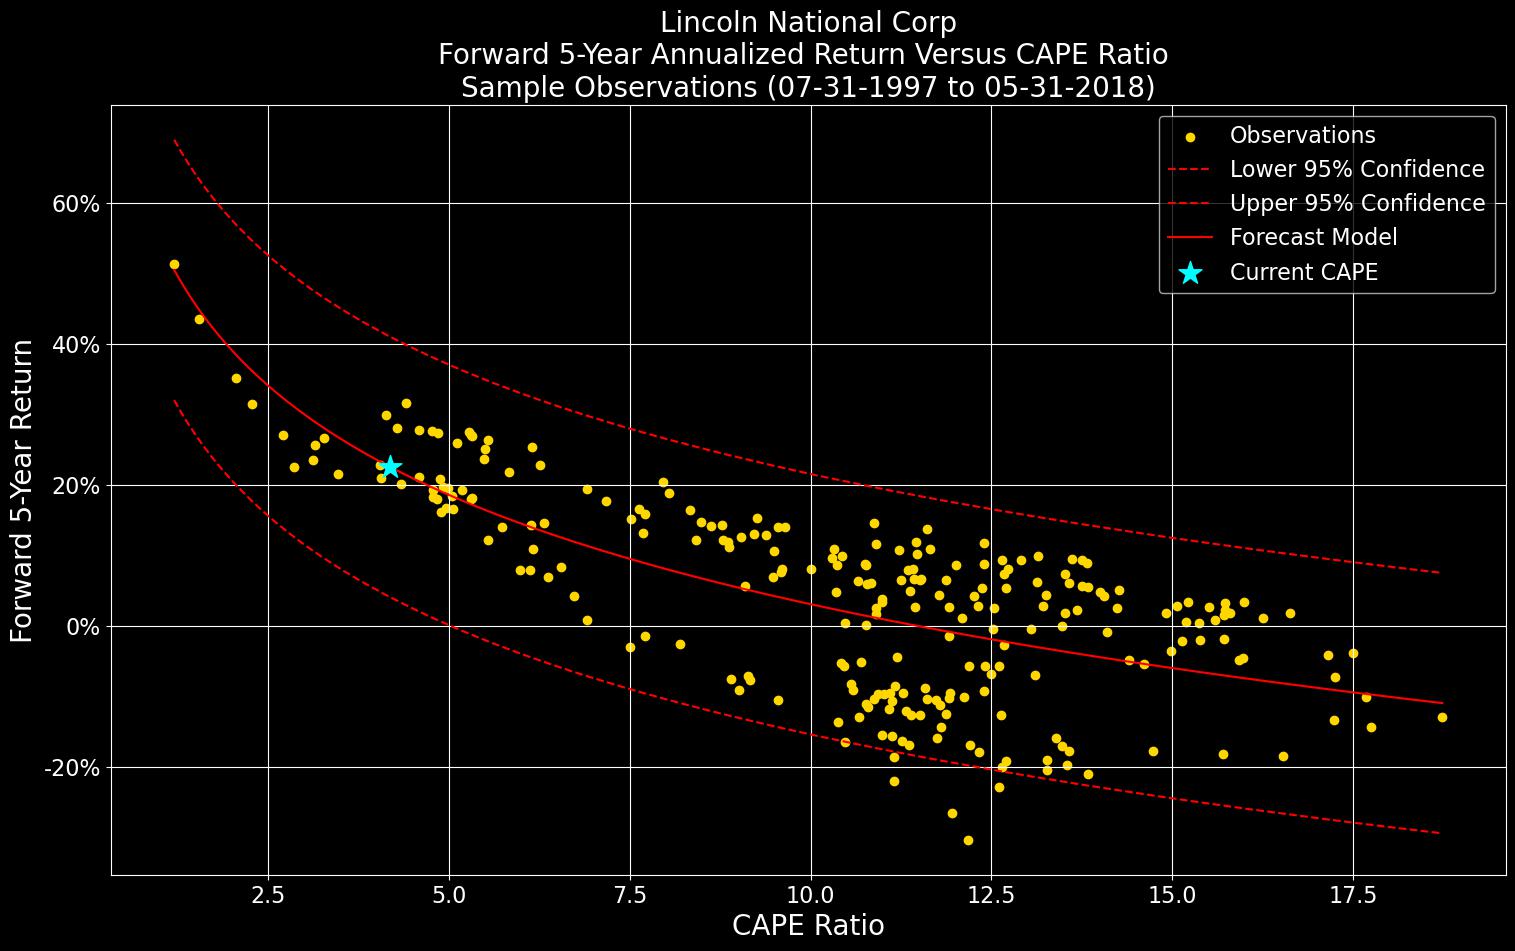 Lincoln National Corp
Forward 5-Year Annualized Return Versus CAPE Ratio
Sample Observations (07-31-1997 to 05-31-2018)
Observations
Lower 95% Confidence
Upper 95% Confidence
Forecast Model
Current CAPE
Forward 5-Year Return
60%
40%
20%
0%
-20%
2.5 5.0 7.5 10.0 12.5 15.0 17.5
CAPE Ratio